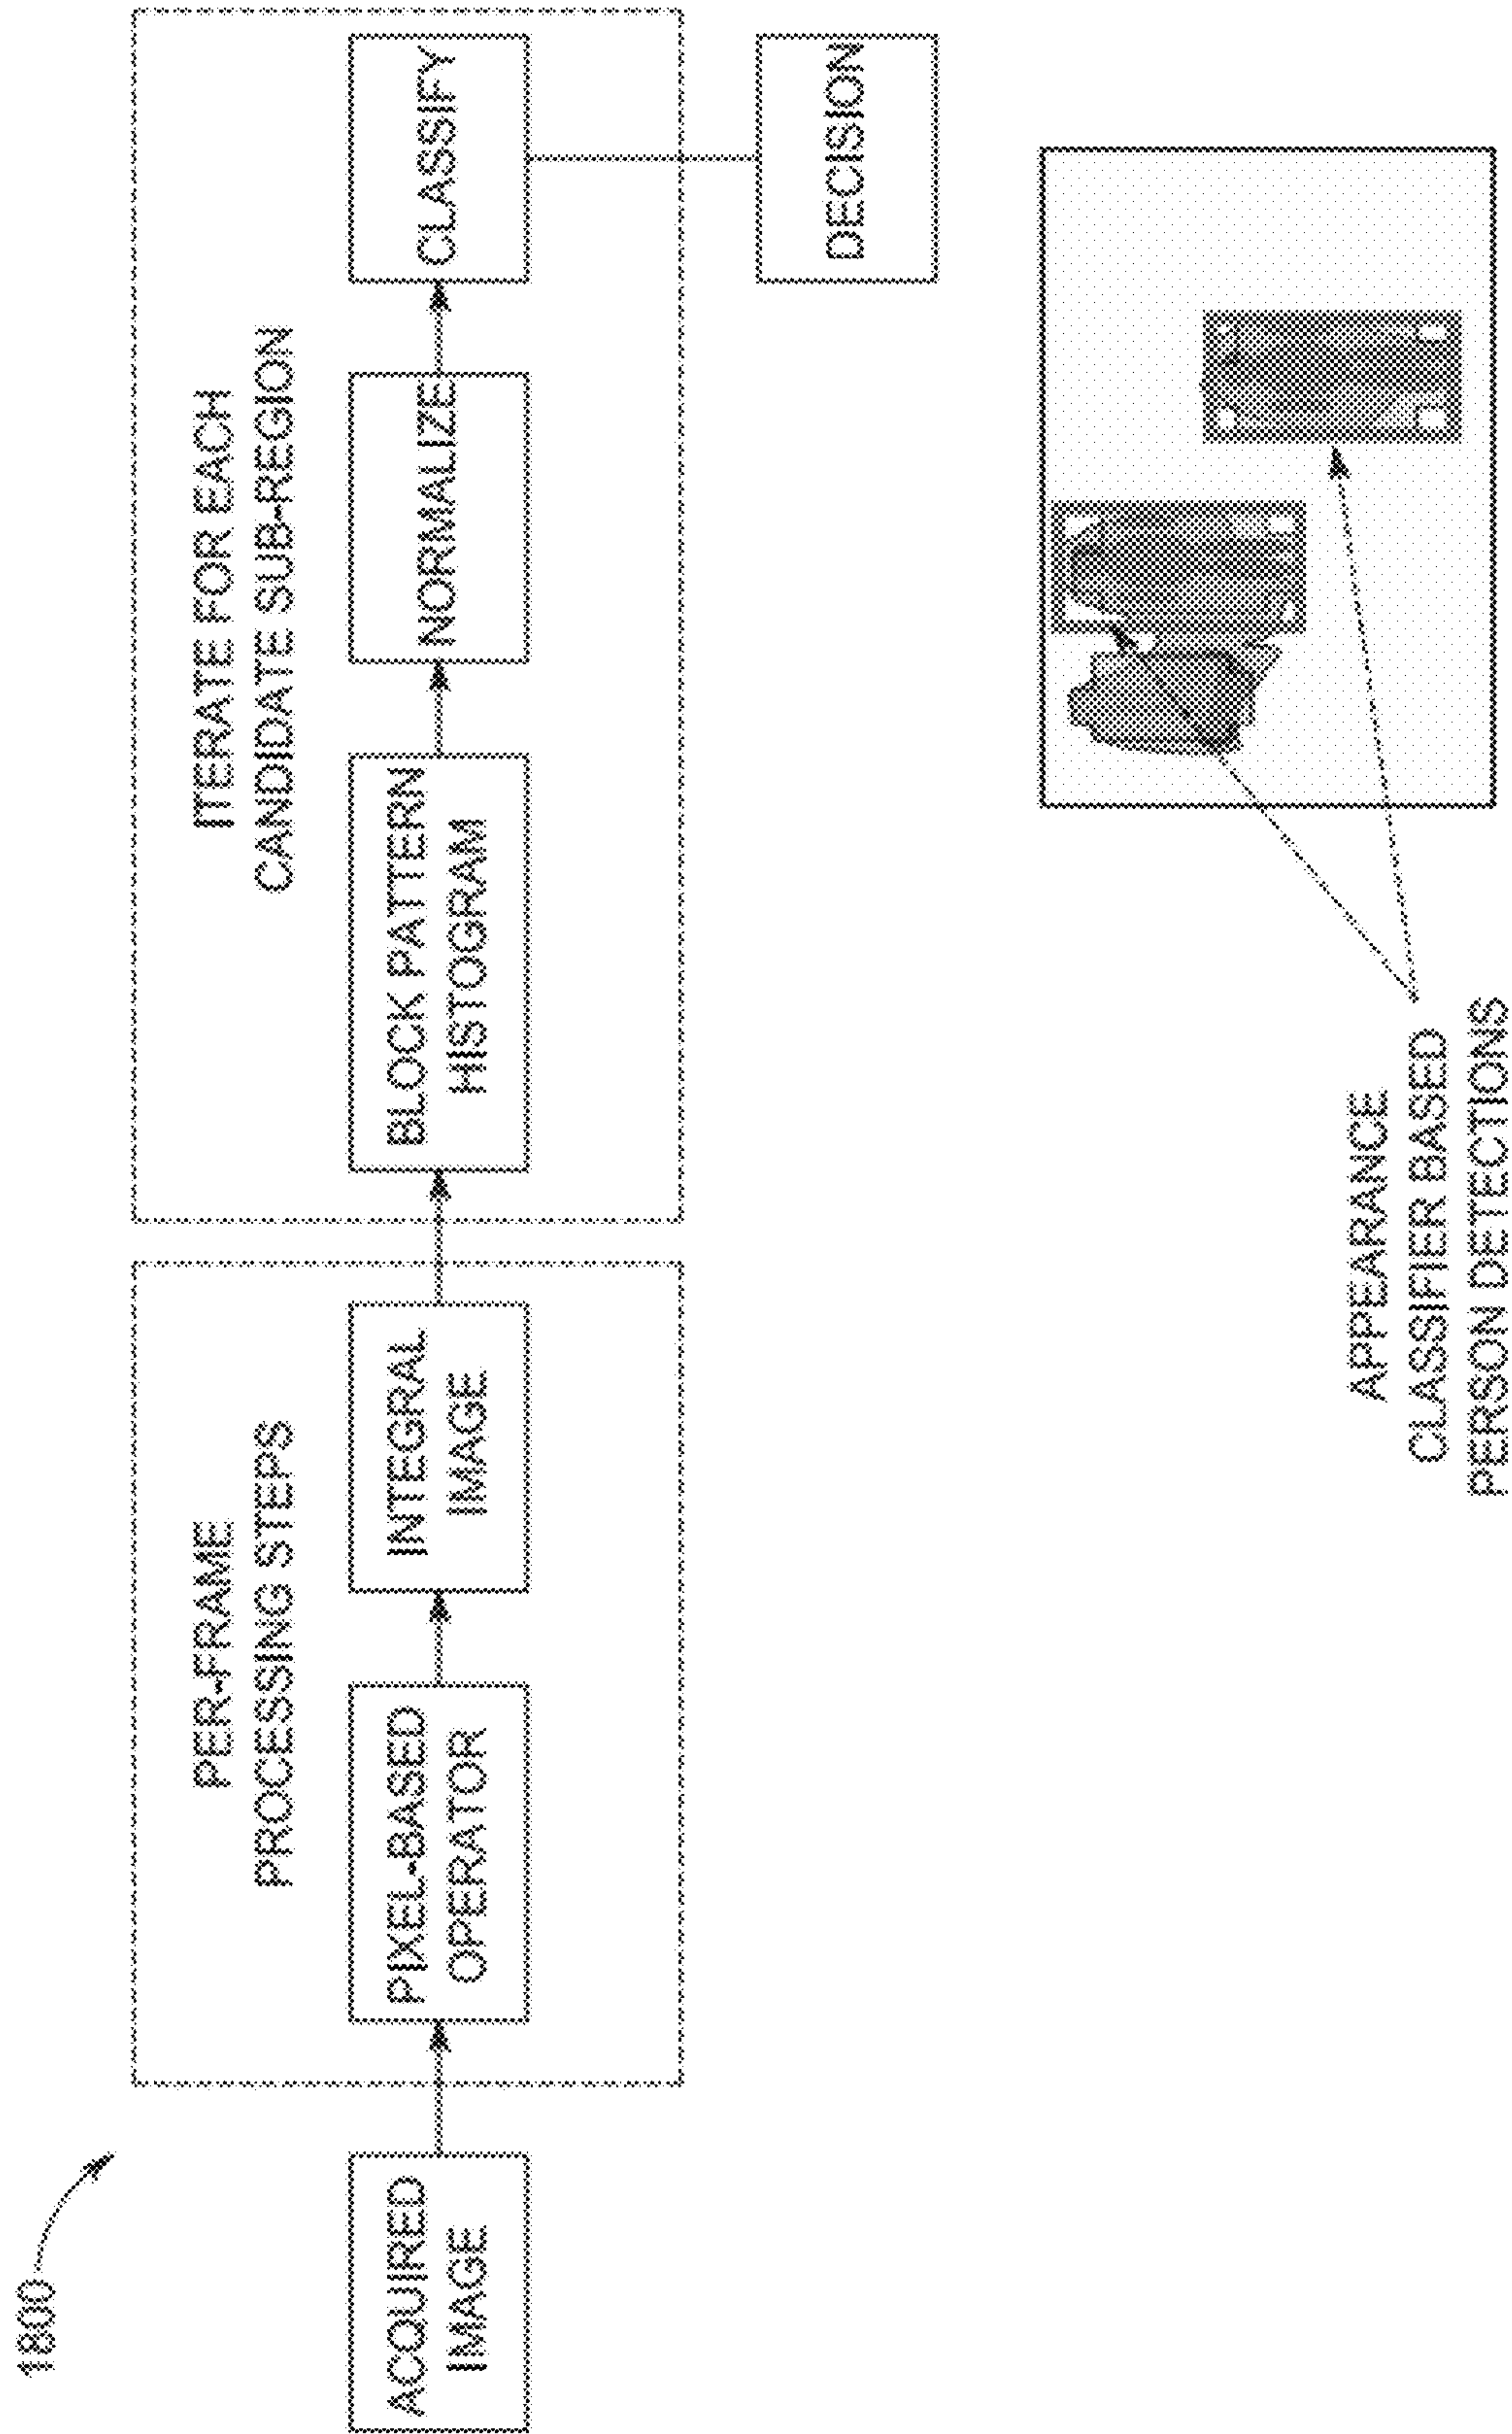 1800
PER-FRAME
PROCESSING STEPS
ITERATE FOR EACH
CANDIDATE SUB-REGION
ACQUIRED
IMAGE
PIXEL-BASED
OPERATOR
INTEGRAL
IMAGE
BLOCK PATTERN
HISTOGRAM
NORMALIZE
CLASSIFY
DECISION
APPEARANCE
CLASSIFIER BASED
PERSON DETECTIONS